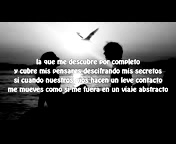 la que me descubre por completo
y cubre mis pensares descifrando mis secretos
si cuando nuestros ojos hacen un leve contacto
me mueves como si me fuera en un viaje abstracto